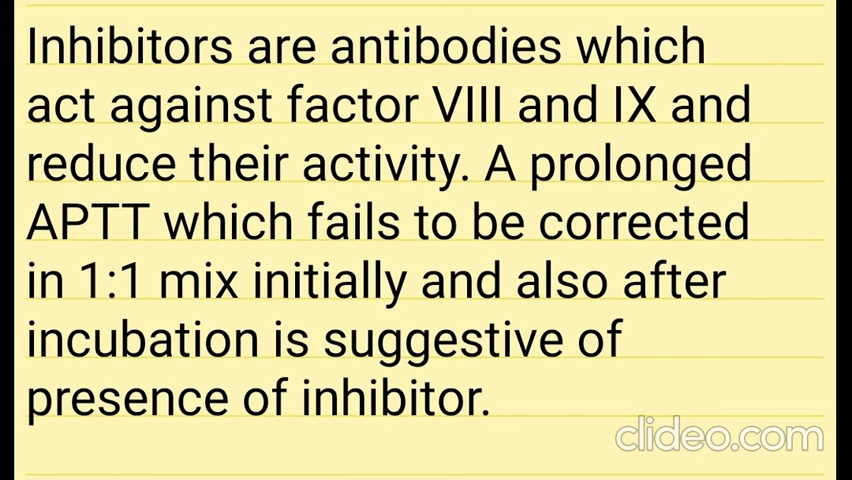 Inhibitors are antibodies which
act against factor VIII and IX and
reduce their activity. A prolonged
APTT which fails to be corrected
in 1:1 mix initially and also after
incubation is suggestive of
presence of inhibitor.
clideo.com